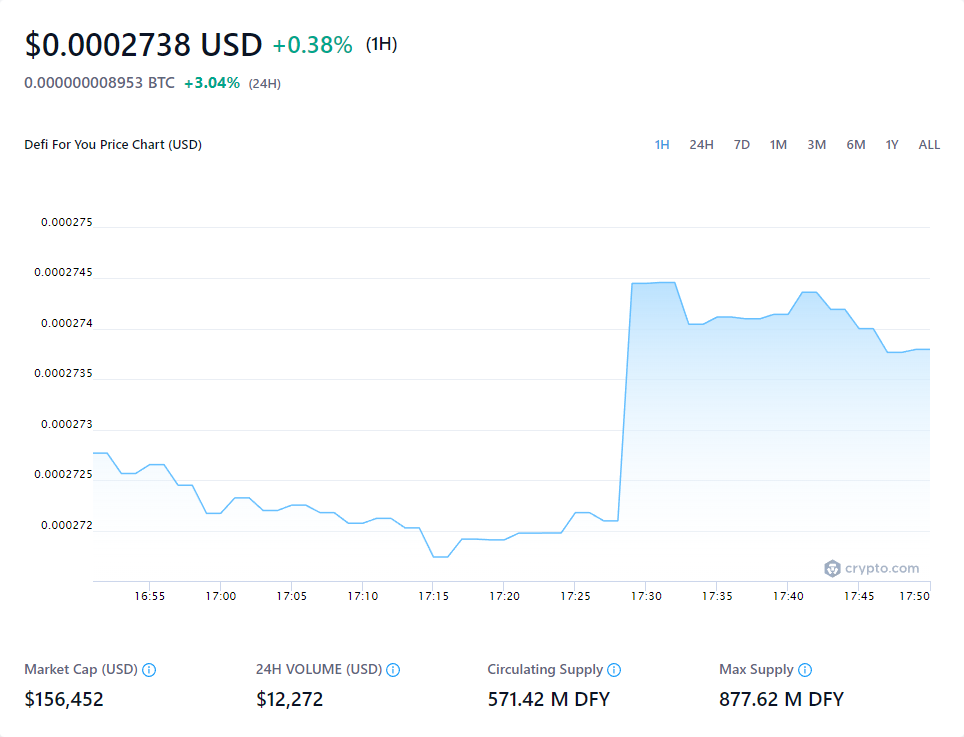 $0.0002738 USD +0.38% (1H)
0.000000008953 BTC +3.04% (24H)
Defi For You Price Chart (USD) 1H 24H 7D 1M 3M 6M 1Y ALL
0.000275
0.0002745
0.000274
0.0002735
0.000273
0.0002725
0.000272
crypto.com
16:55 17:00 17:05 17:10 17:15 17:20 17:25 17:30 17:35 17:40 17:45 17:50
Market Cap (USD) 24H VOLUME (USD) Circulating Supply Max Supply
$156,452 $12,272 571.42 M DFY 877.62 M DFY